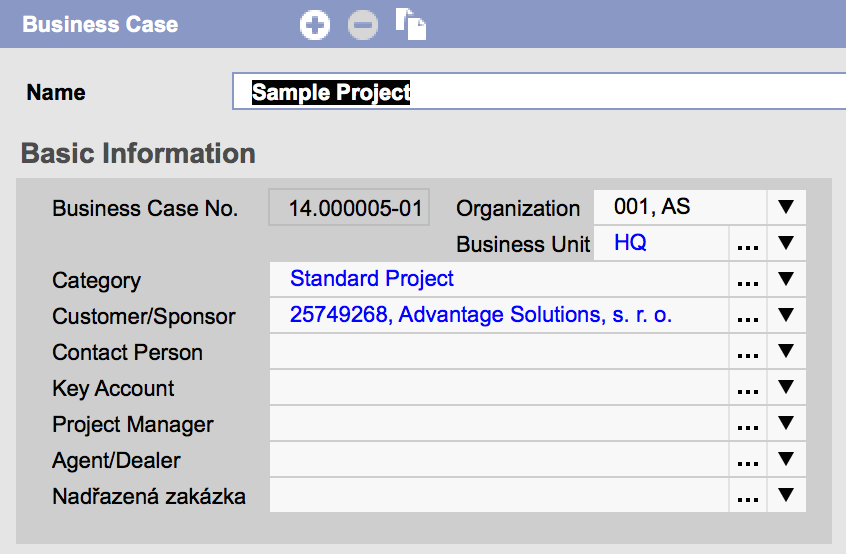 Business Case
Name Sample Project
Basic Information
Business Case No. 14.000005-01 Organization 001, AS
Business Unit HQ ...
Category Standard Project ...
Customer/Sponsor 25749268, Advantage Solutions, s. r. o. ...
Contact Person ...
Key Account ...
Project Manager ...
Agent/Dealer ...
Nadřazená zakázka ...